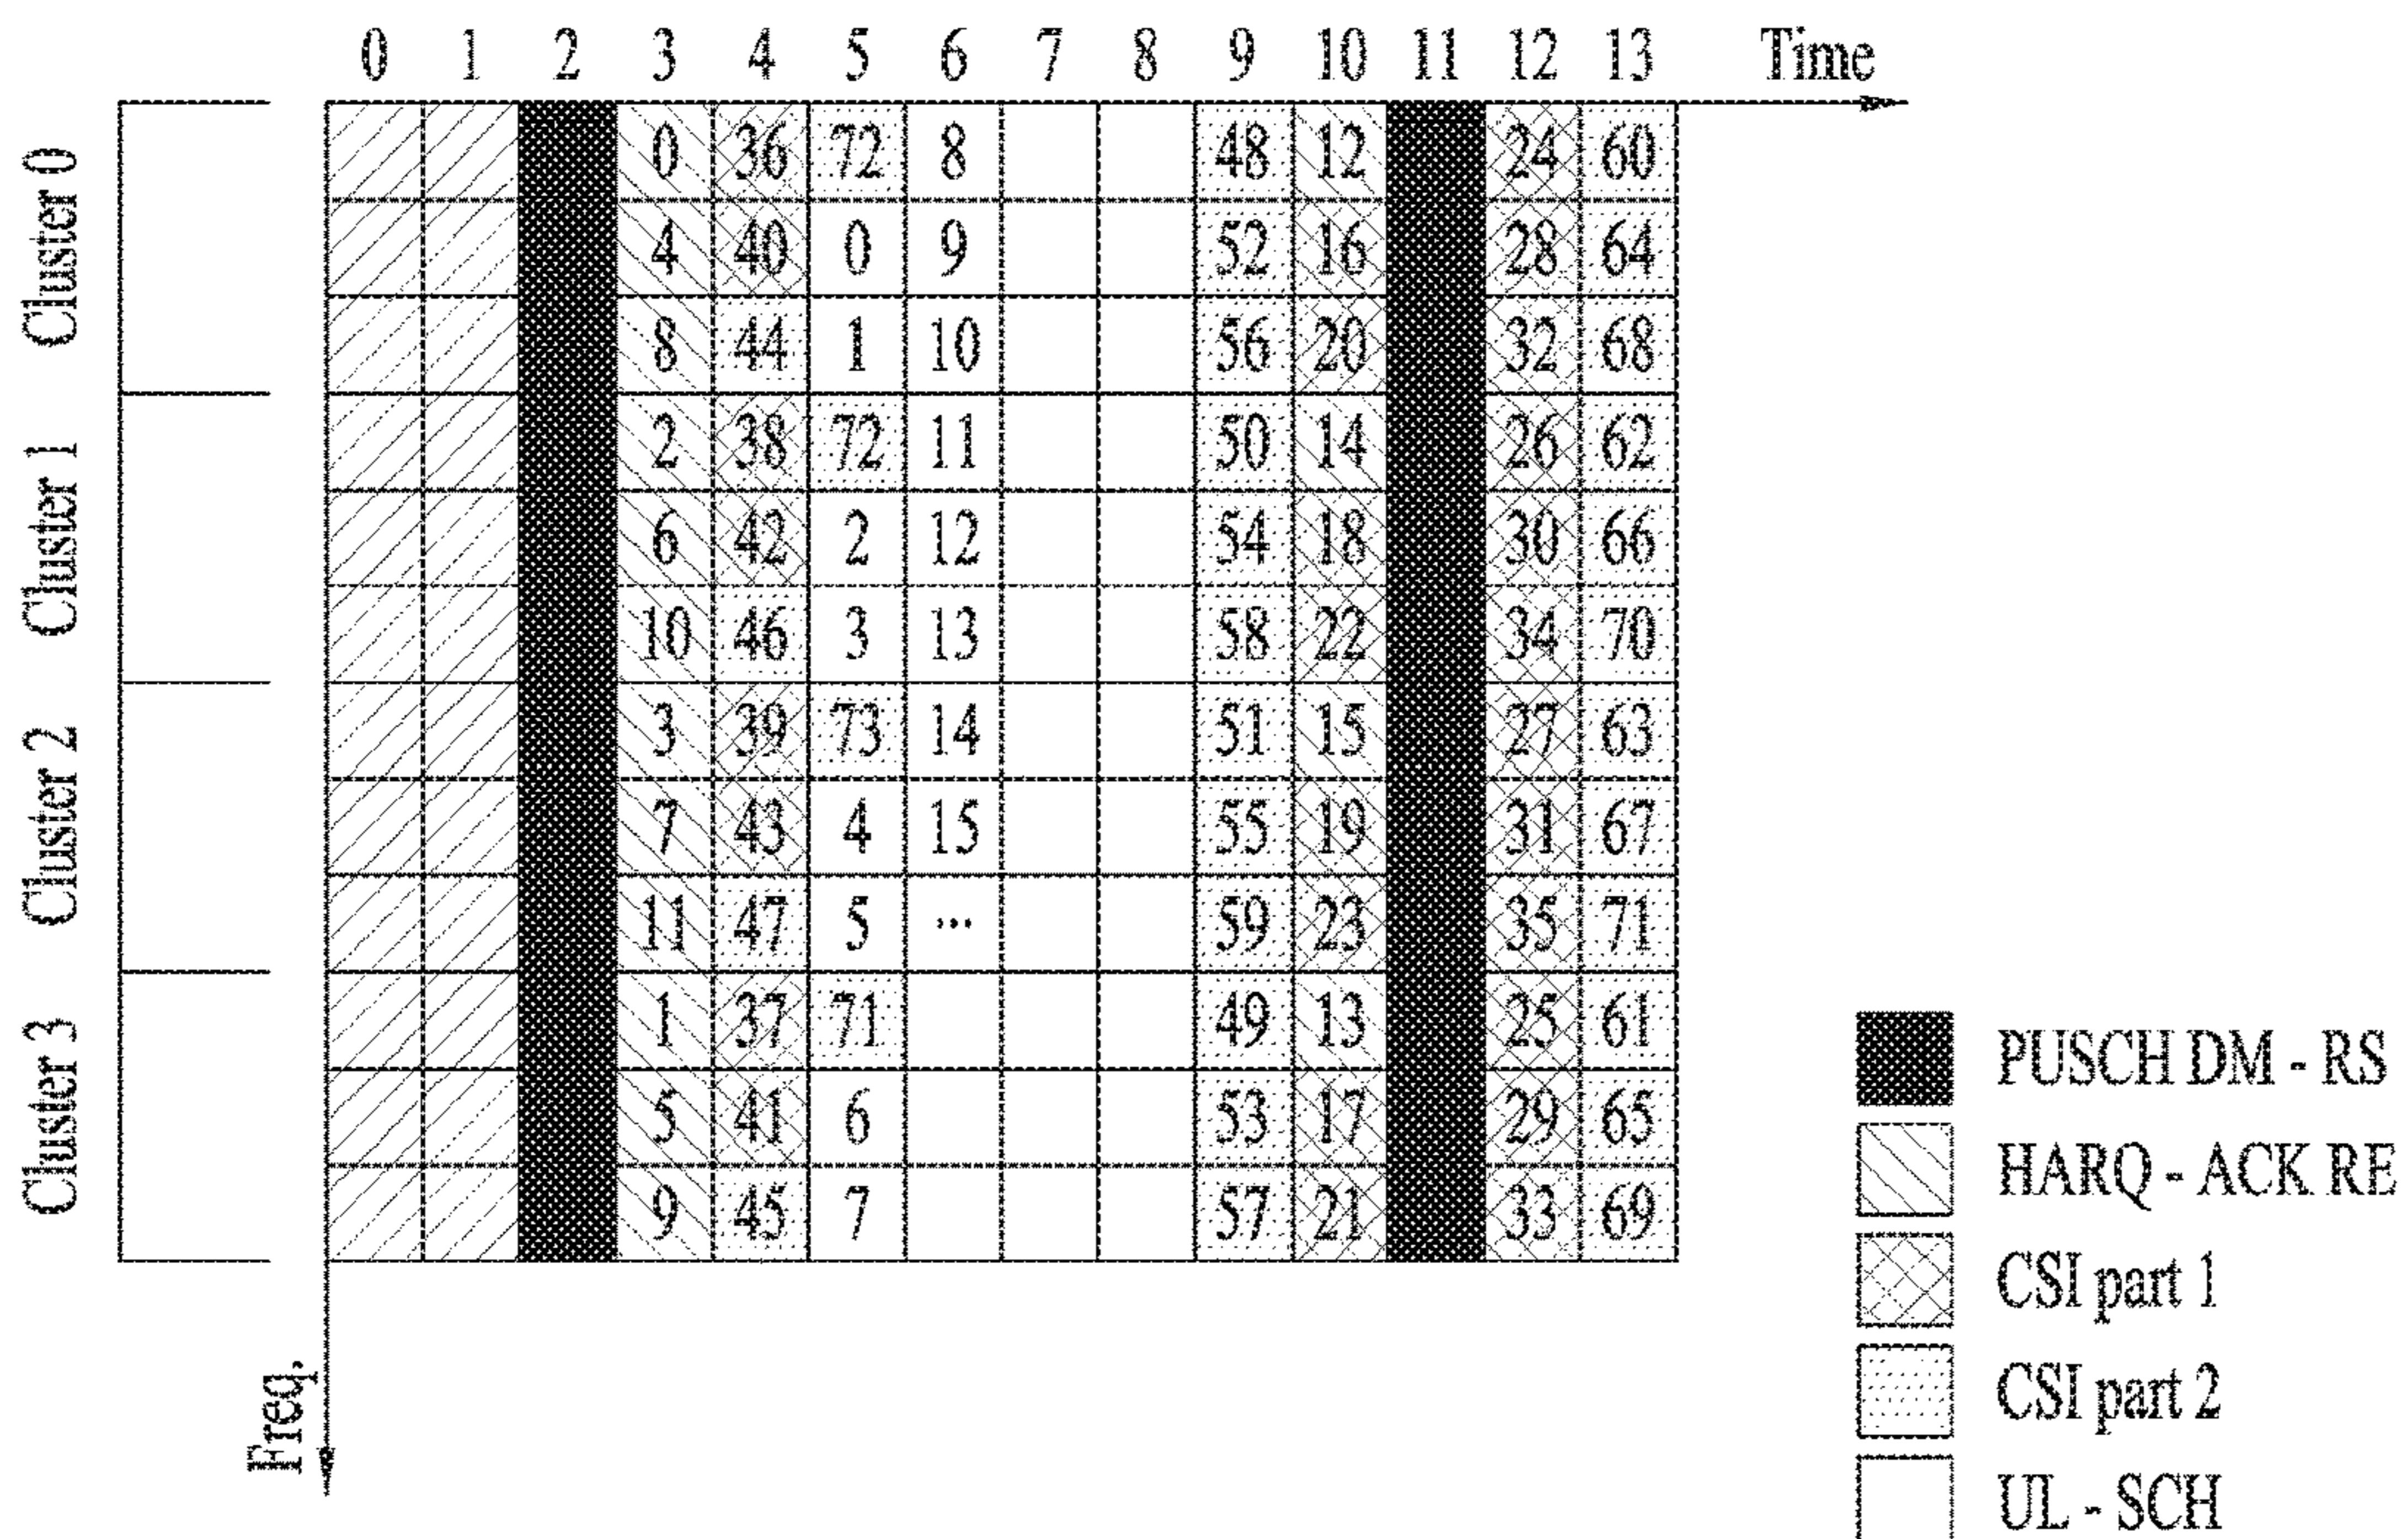 0 1 2 3 4 5 6 7 8 9 10 11 12 13 Time
Cluster 0
0 36 72 8 48 12 24 60
4 40 0 9 52 16 28 64
8 44 1 10 56 20 32 68
Cluster 1
2 38 72 11 50 14 26 62
6 42 2 12 54 18 30 66
10 46 3 13 58 22 34 70
Cluster 2
3 39 73 14 51 15 27 63
7 43 4 15 55 19 31 67
11 47 5 ... 59 23 35 71
Cluster 3
1 37 71 49 13 25 61
5 41 6 53 17 29 65
9 45 7 57 21 33 69
Freq.
PUSCH DM - RS
HARQ - ACK RE
CSI part 1
CSI part 2
UL - SCH